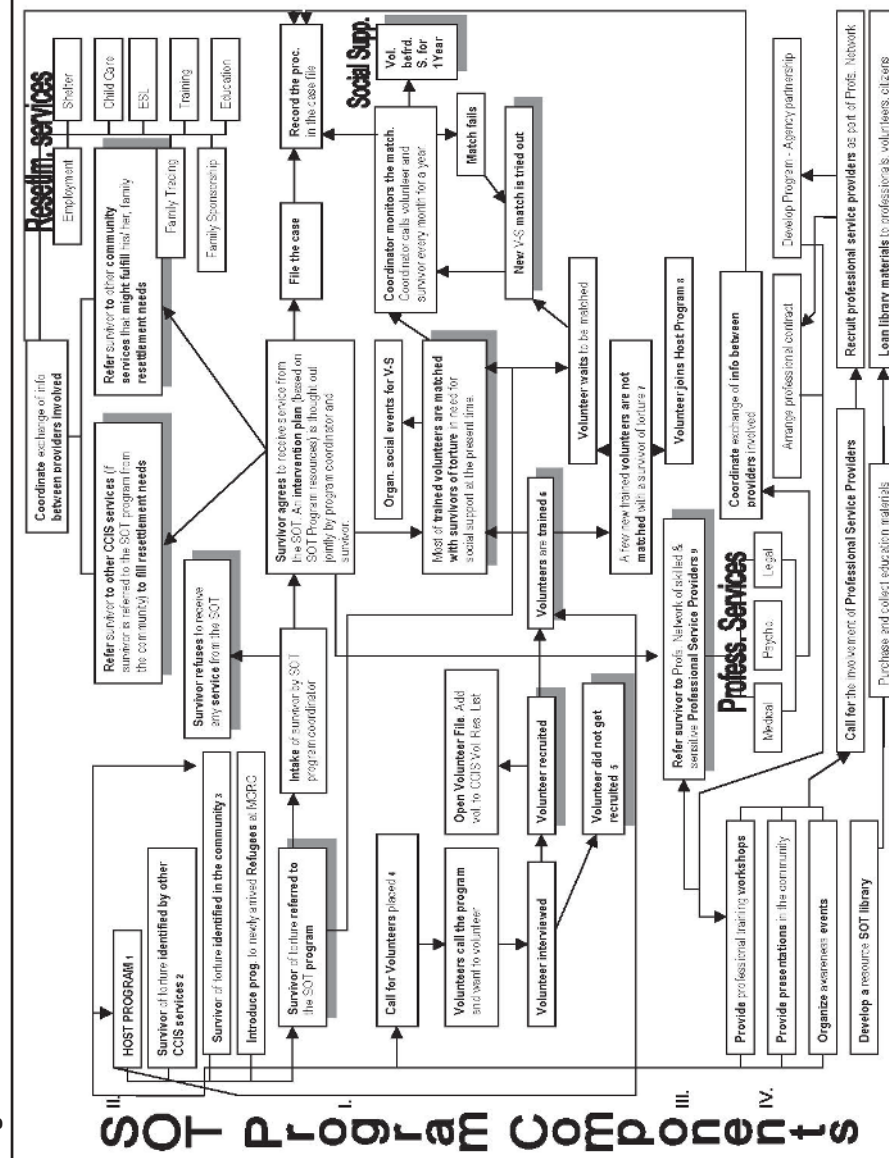 SOT Program Components
II.
HOST PROGRAM 1
Survivor of torture identified by other
CCIS services 2
Survivor of torture identified in the community 3
Introduce prog. to newly arrived Refugees at MCRC
Survivor of torture referred to
the SOT program
Intake of survivor by SOT
program coordinator
Survivor refuses to receive
any service from the SOT
Survivor agrees to receive service from
the SOT. An intervention plan (based on
SOT Program resources) is thought out
jointly by program coordinator and
survivor.
File the case
Record the proc.
in the case file
Refer survivor to other CCIS services (if
survivor is referred to the SOT program from
the community) to fill resettlement needs
Refer survivor to other community
services that might fulfill his/her, family
resettlement needs
Coordinate exchange of info
between providers involved
Resetlm. services
Employment
Shelter
Child Care
ESL
Training
Education
Family Tracing
Family Sponsorship
I.
Call for Volunteers placed 4
Volunteers call the program
and want to volunteer
Volunteer interviewed
Open Volunteer File. Add
vol. to CCIS Vol. Res. List
Volunteer recruited
Volunteer did not get
recruited 5
Volunteers are trained 6
Organ. social events for V-S
Most of trained volunteers are matched
with survivors of torture in need for
social support at the present time.
A few new trained volunteers are not
matched with a survivor of torture 7
Volunteer waits to be matched
Volunteer joins Host Program 8
Social Supp.
Coordinator monitors the match.
Coordinator calls volunteer and
survivor every month for a year
Vol.
befrd.
S. for
1 Year
Match fails
New V-S match is tried out
III.
Refer survivor to Profs. Network of skilled &
sensitive Professional Service Providers 9
Profess. Services
Medical
Psycho.
Legal
Coordinate exchange of info between
providers involved
IV.
Provide professional training workshops
Provide presentations in the community
Organize awareness events
Develop a resource SOT library
Call for the involvement of Professional Service Providers
Arrange professional contract
Develop Program - Agency partnership
Recruit professional service providers as part of Profs. Network
Purchase and collect education materials
Loan library materials to professionals, volunteers, citizens